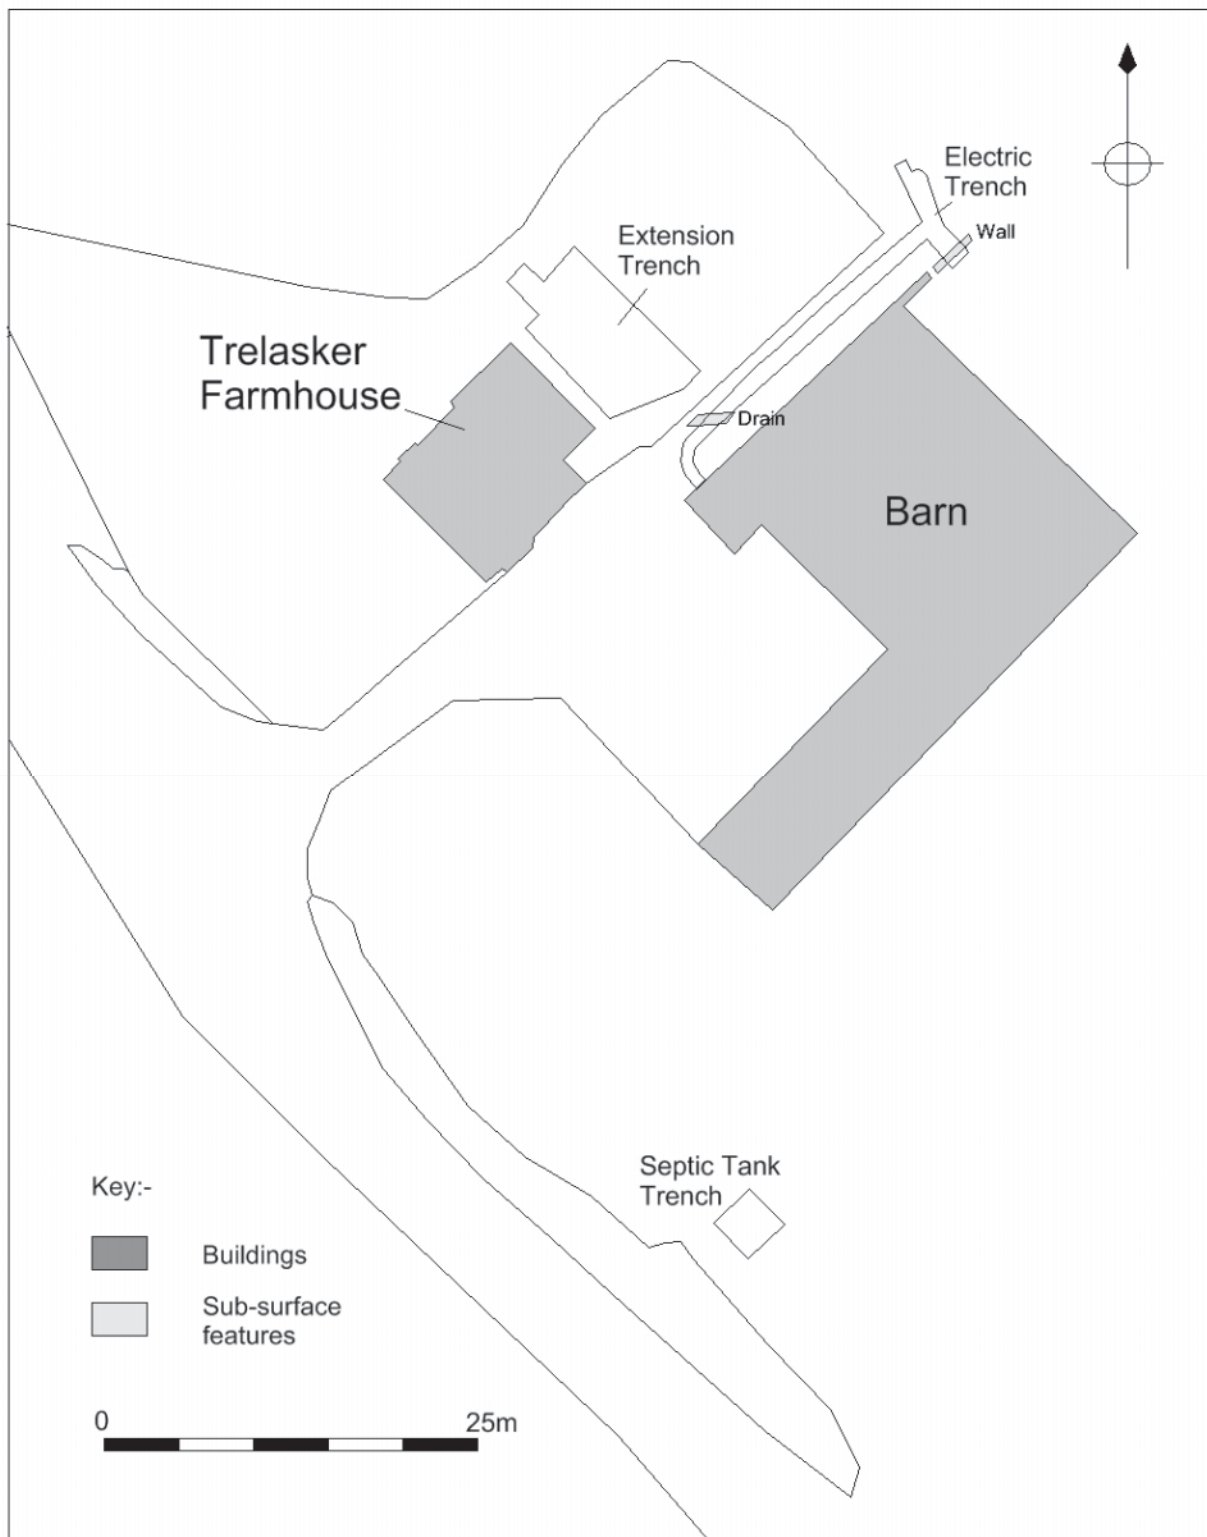 Electric
Trench
Wall
Extension
Trench
Trelasker
Farmhouse
Drain
Barn
Septic Tank
Trench
Key:-
Buildings
Sub-surface
features
0
25m